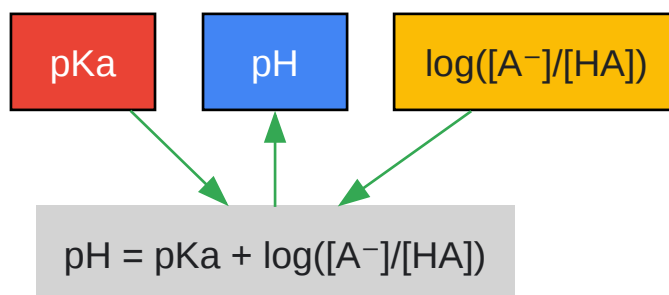 pKa
pH
log([A⁻]/[HA])
pH = pKa + log([A⁻]/[HA])